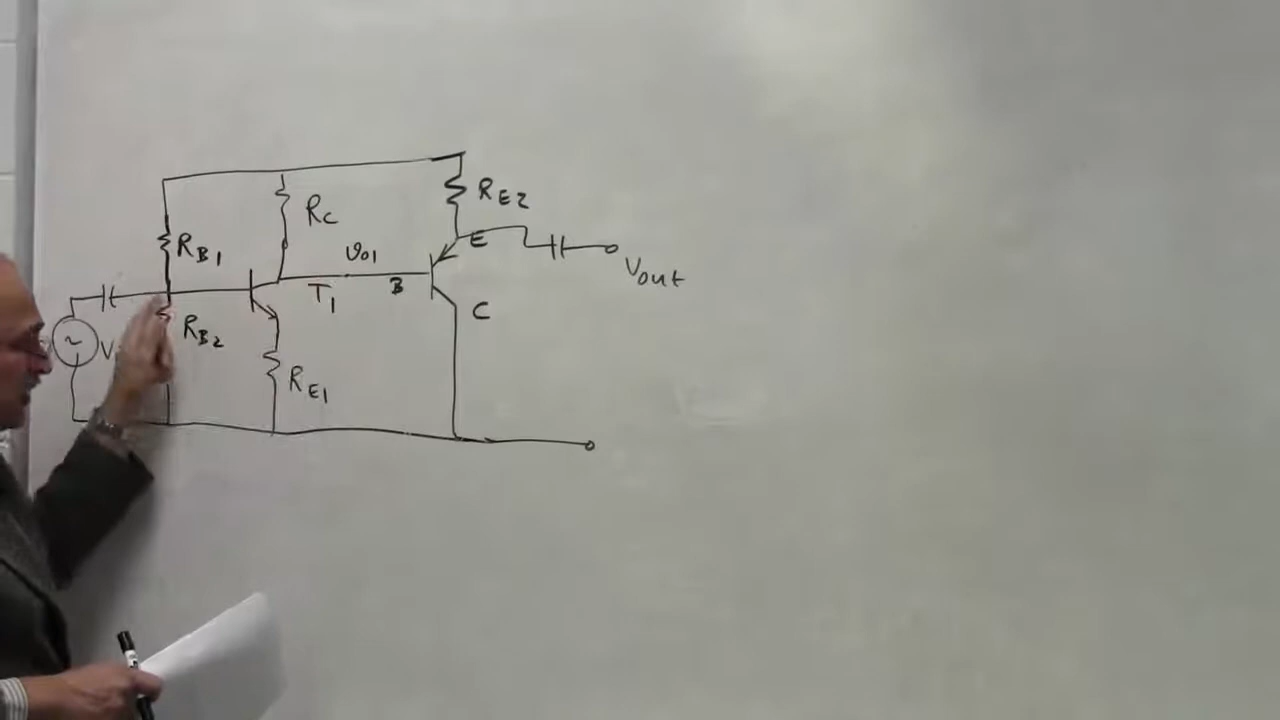 R_E2
R_C
R_B1
v_o1
E
V_out
B
T_1
C
R_B2
~
V
R_E1